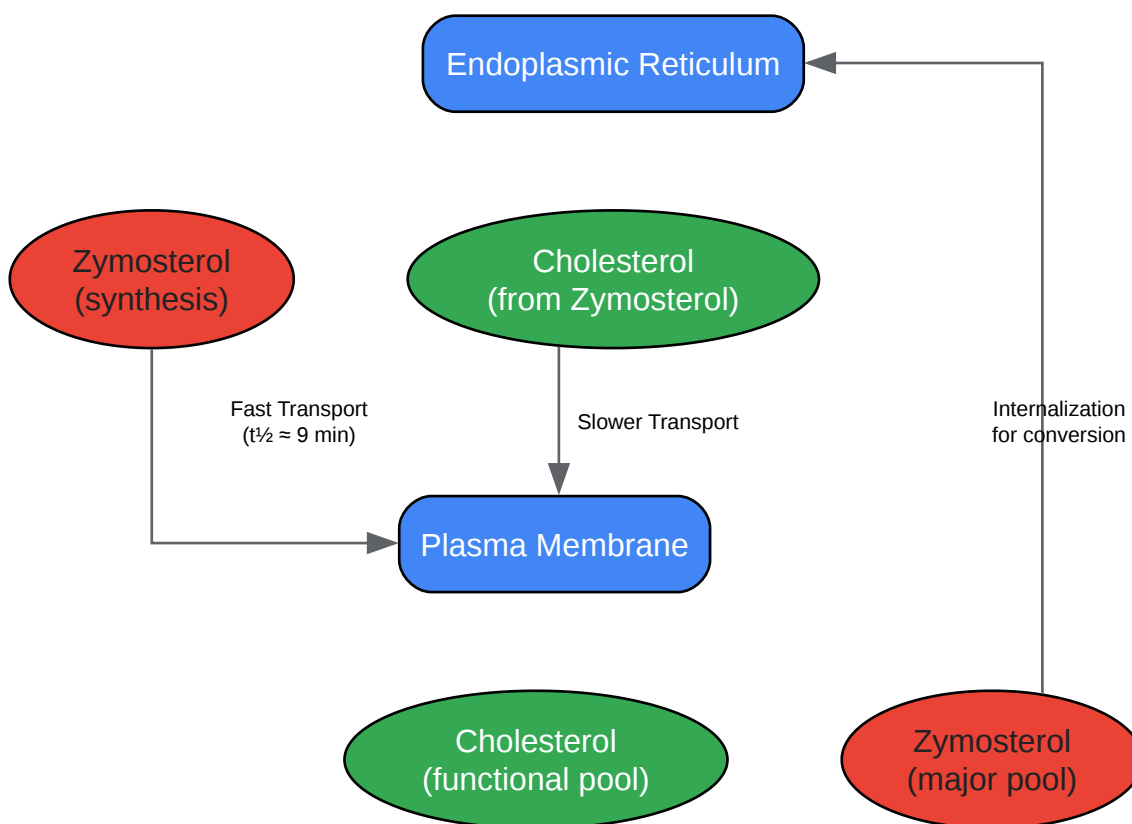 Endoplasmic Reticulum
Zymosterol
(synthesis)
Cholesterol
(from Zymosterol)
Fast Transport
(t½ ≈ 9 min)
Slower Transport
Internalization
for conversion
Plasma Membrane
Cholesterol
(functional pool)
Zymosterol
(major pool)